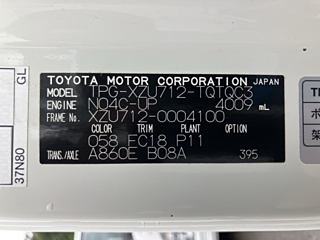 TOYOTA MOTOR CORPORATION JAPAN
MODEL TPG-XZU712-TQTQC3
ENGINE N04C-UP 4009 mL
FRAME No. XZU712-0004100
COLOR TRIM PLANT
058 FC18 P11
TRANS./AXLE A860E B08A 395
GL
37N80